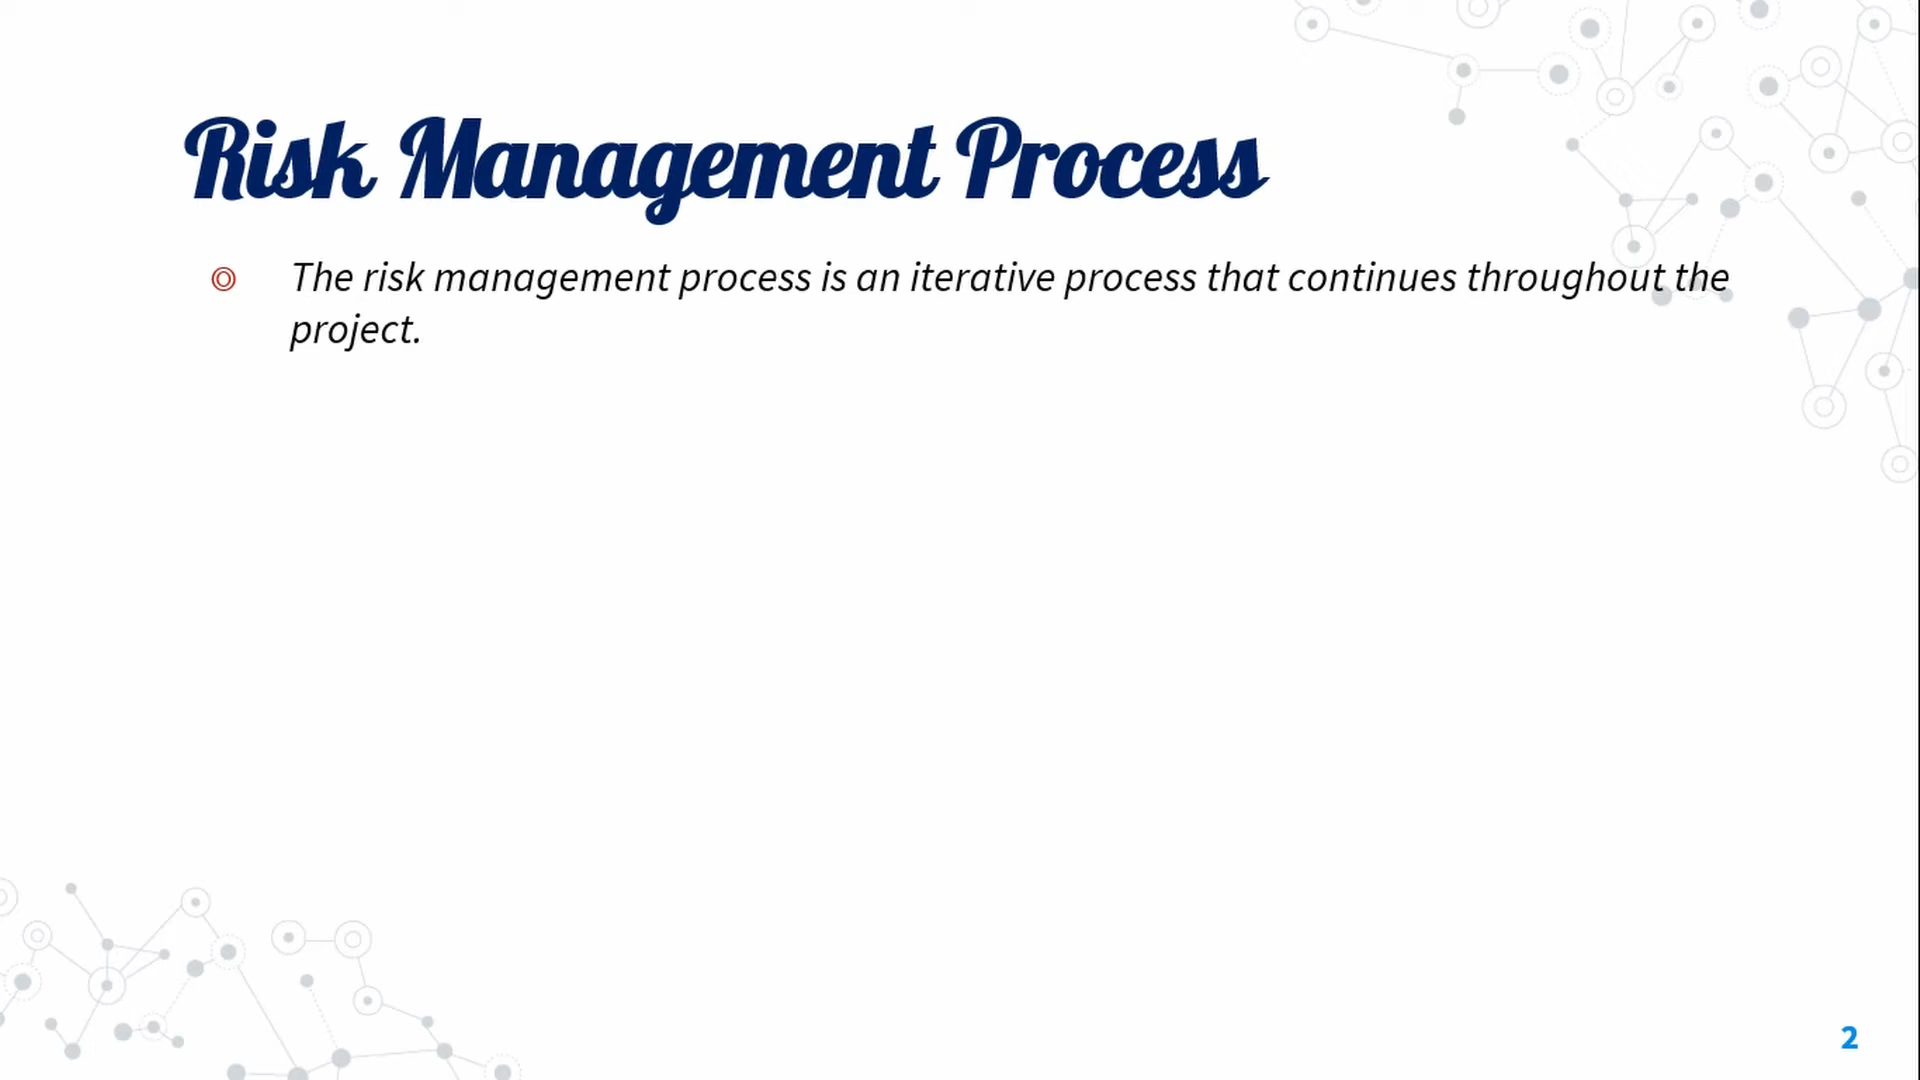 Risk Management Process
The risk management process is an iterative process that continues throughout the
project.
2